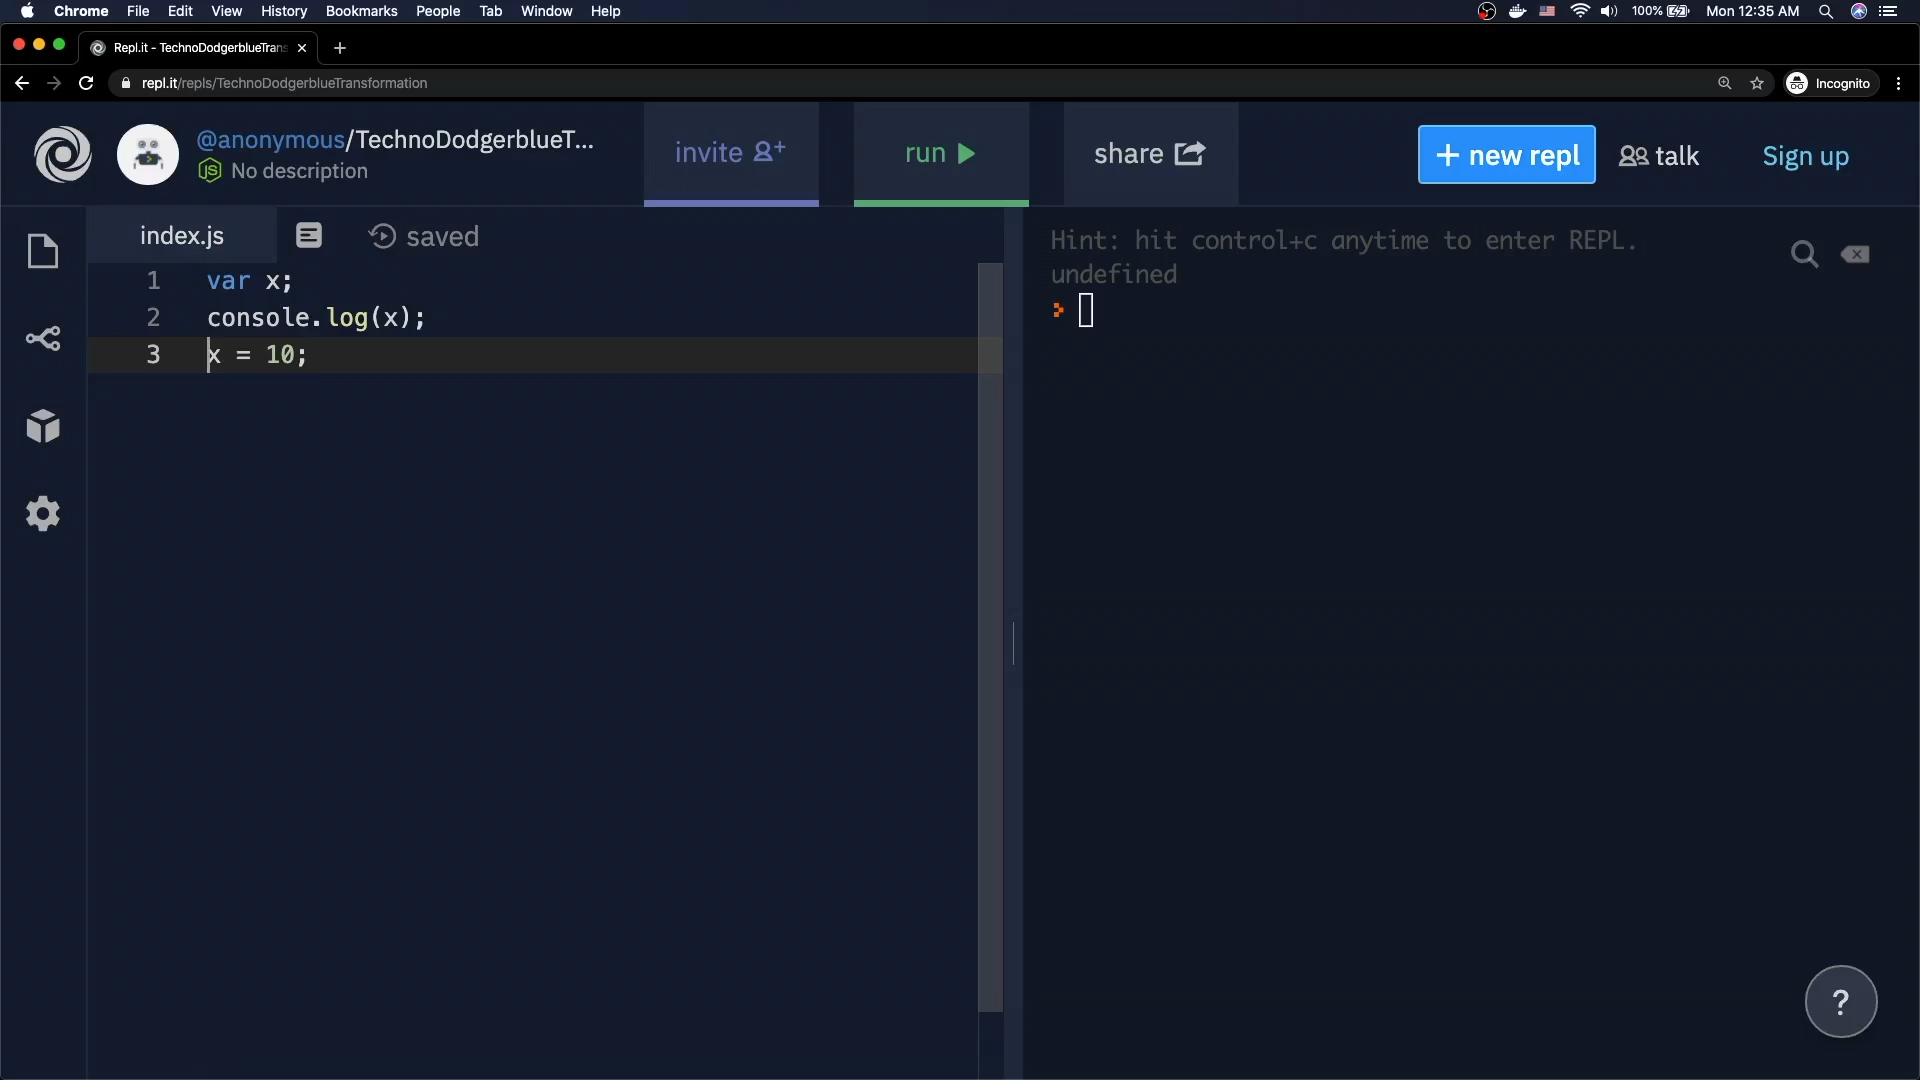 Chrome File Edit View History Bookmarks People Tab Window Help 100% Mon 12:35 AM
Repl.it - TechnoDodgerblueTrans
repl.it/repls/TechnoDodgerblueTransformation Incognito
@anonymous/TechnoDodgerblueT...
JS No description
invite
run
share
+ new repl
talk
Sign up
index.js
saved
1 var x;
2 console.log(x);
3 x = 10;
Hint: hit control+c anytime to enter REPL.
undefined
?